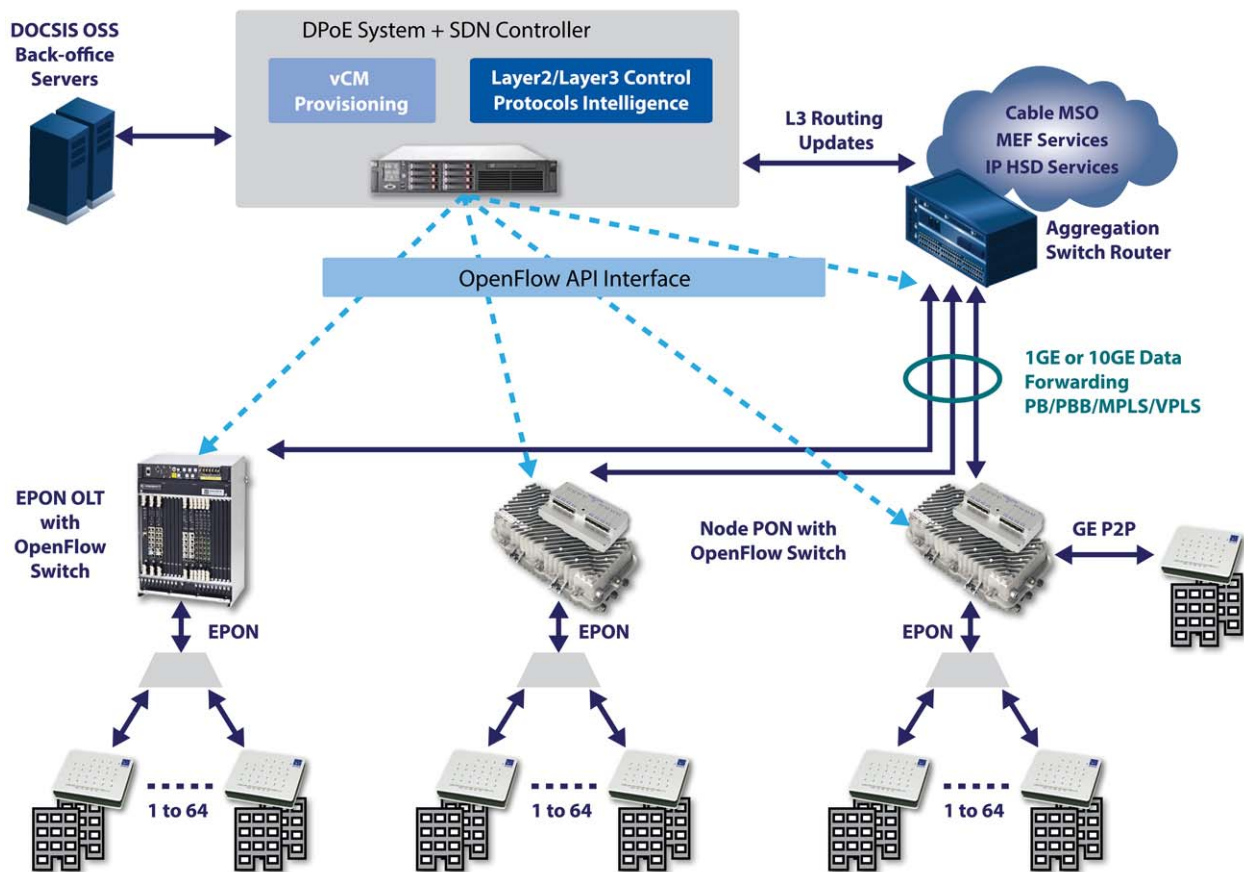 DOCSIS OSS
Back-office
Servers
DPoE System + SDN Controller
vCM
Provisioning
Layer2/Layer3 Control
Protocols Intelligence
L3 Routing
Updates
Cable MSO
MEF Services
IP HSD Services
Aggregation
Switch Router
OpenFlow API Interface
1GE or 10GE Data
Forwarding
PB/PBB/MPLS/VPLS
EPON OLT
with
OpenFlow
Switch
Node PON with
OpenFlow Switch
GE P2P
EPON
EPON
EPON
1 to 64
1 to 64
1 to 64